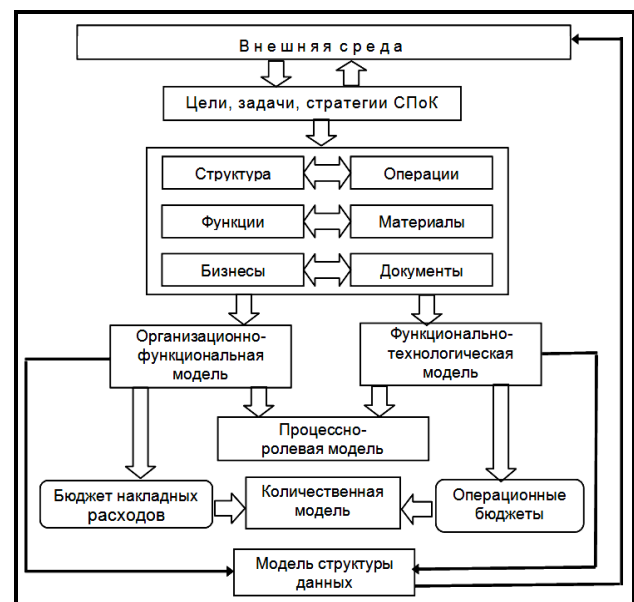 Внешняя среда
Цели, задачи, стратегии СПоК
Структура
Операции
Функции
Материалы
Бизнесы
Документы
Организационно-
функциональная
модель
Функционально-
технологическая
модель
Процессно-
ролевая модель
Бюджет накладных
расходов
Количественная
модель
Операционные
бюджеты
Модель структуры
данных